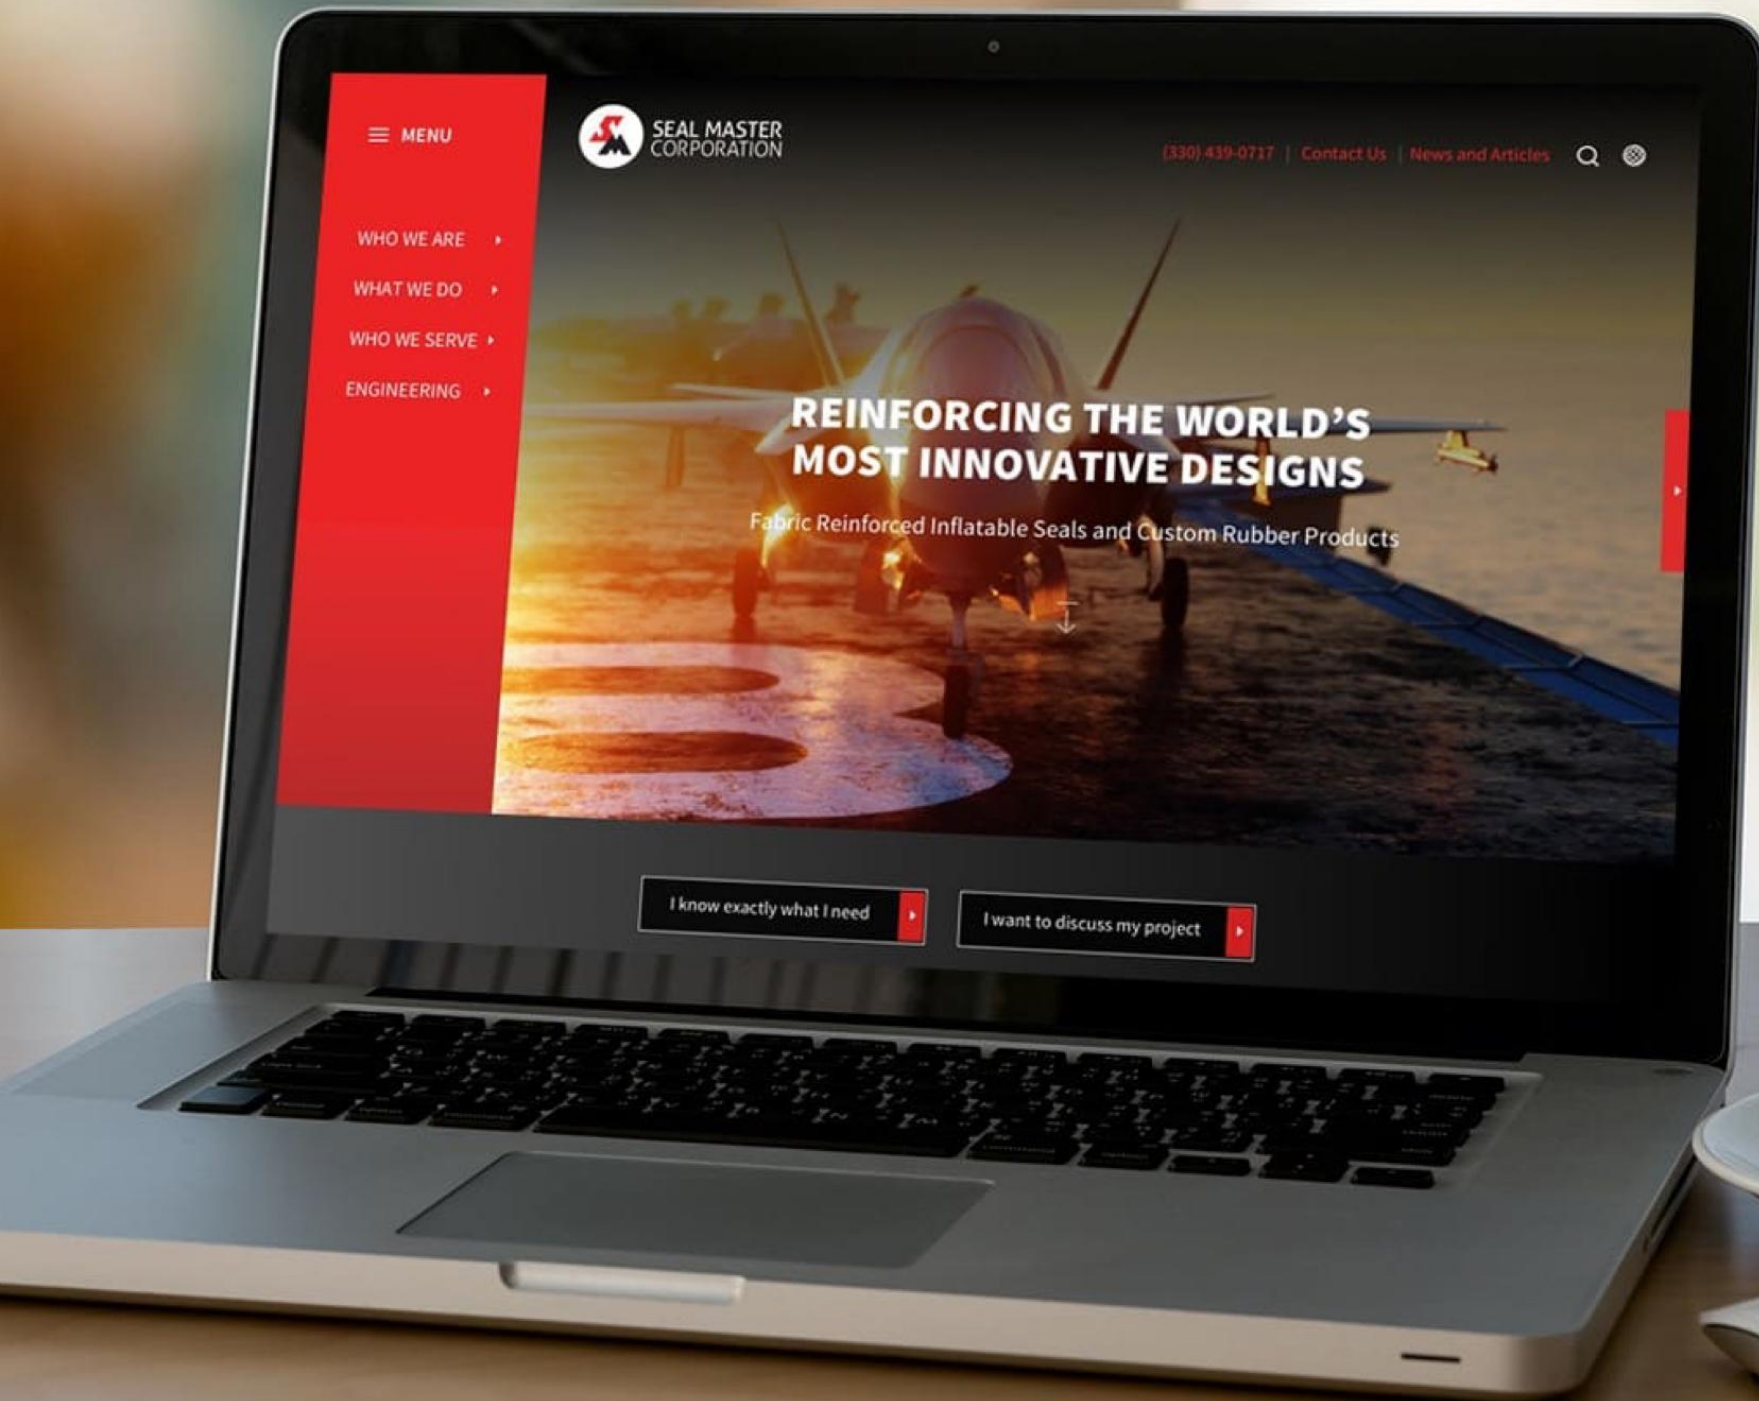 MENU
SEAL MASTER
CORPORATION
(330) 439-0717 | Contact Us | News and Articles
WHO WE ARE
WHAT WE DO
WHO WE SERVE
ENGINEERING
REINFORCING THE WORLD'S
MOST INNOVATIVE DESIGNS
Fabric Reinforced Inflatable Seals and Custom Rubber Products
I know exactly what I need
I want to discuss my project